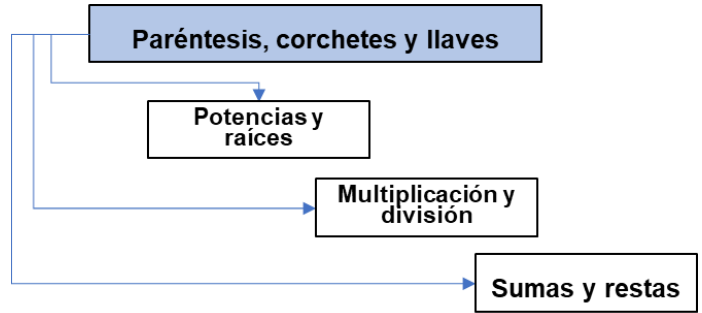 Paréntesis, corchetes y llaves
Potencias y
raíces
Multiplicación y
división
Sumas y restas